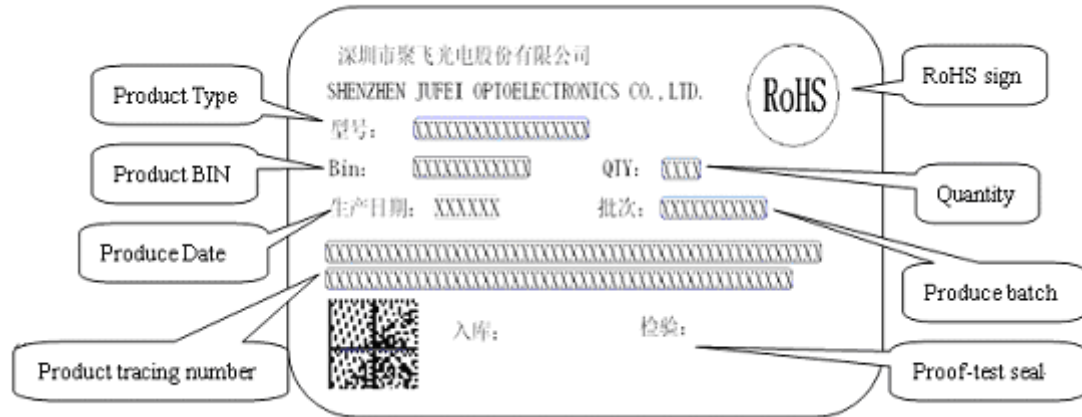 深圳市聚飞光电股份有限公司
SHENZHEN JUFEI OPTOELECTRONICS CO.,LTD.
RoHS
RoHS sign
Product Type
型号: XXXXXXXXXXXXXXXXXX
Product BIN
Bin: XXXXXXXXXXXX
QTY: XXXX
Quantity
生产日期: XXXXXX
批次: XXXXXXXXXXX
Produce Date
Produce batch
入库:
检验:
Product tracing number
Proof-test seal